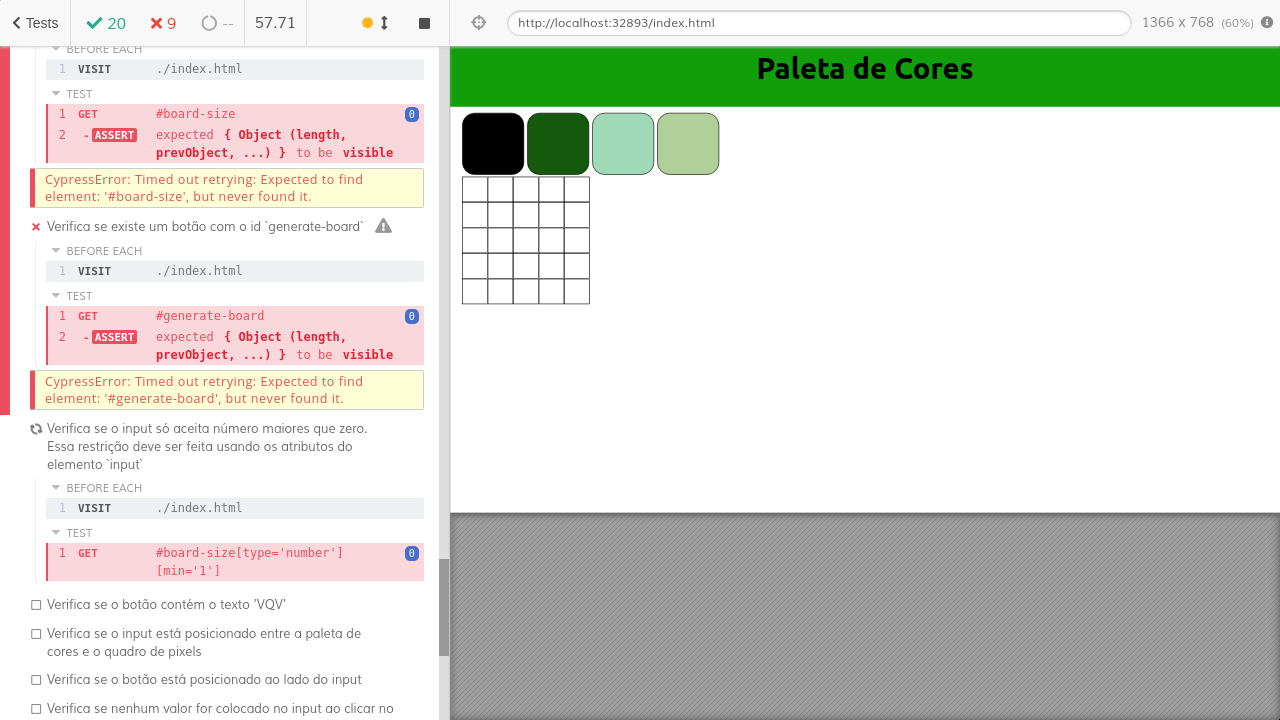 Tests
20
9
--
57.71
http://localhost:32893/index.html
1366 x 768 (60%)
BEFORE EACH
1 VISIT ./index.html
TEST
1 GET #board-size 0
2 -ASSERT expected { Object (length,
prevObject, ...) } to be visible
CypressError: Timed out retrying: Expected to find
element: '#board-size', but never found it.
Verifica se existe um botão com o id `generate-board`
BEFORE EACH
1 VISIT ./index.html
TEST
1 GET #generate-board 0
2 -ASSERT expected { Object (length,
prevObject, ...) } to be visible
CypressError: Timed out retrying: Expected to find
element: '#generate-board', but never found it.
Verifica se o input só aceita número maiores que zero.
Essa restrição deve ser feita usando os atributos do
elemento `input`
BEFORE EACH
1 VISIT ./index.html
TEST
1 GET #board-size[type='number'] 0
[min='1']
Verifica se o botão contém o texto 'VQV'
Verifica se o input está posicionado entre a paleta de
cores e o quadro de pixels
Verifica se o botão está posicionado ao lado do input
Verifica se nenhum valor for colocado no input ao clicar no
Paleta de Cores